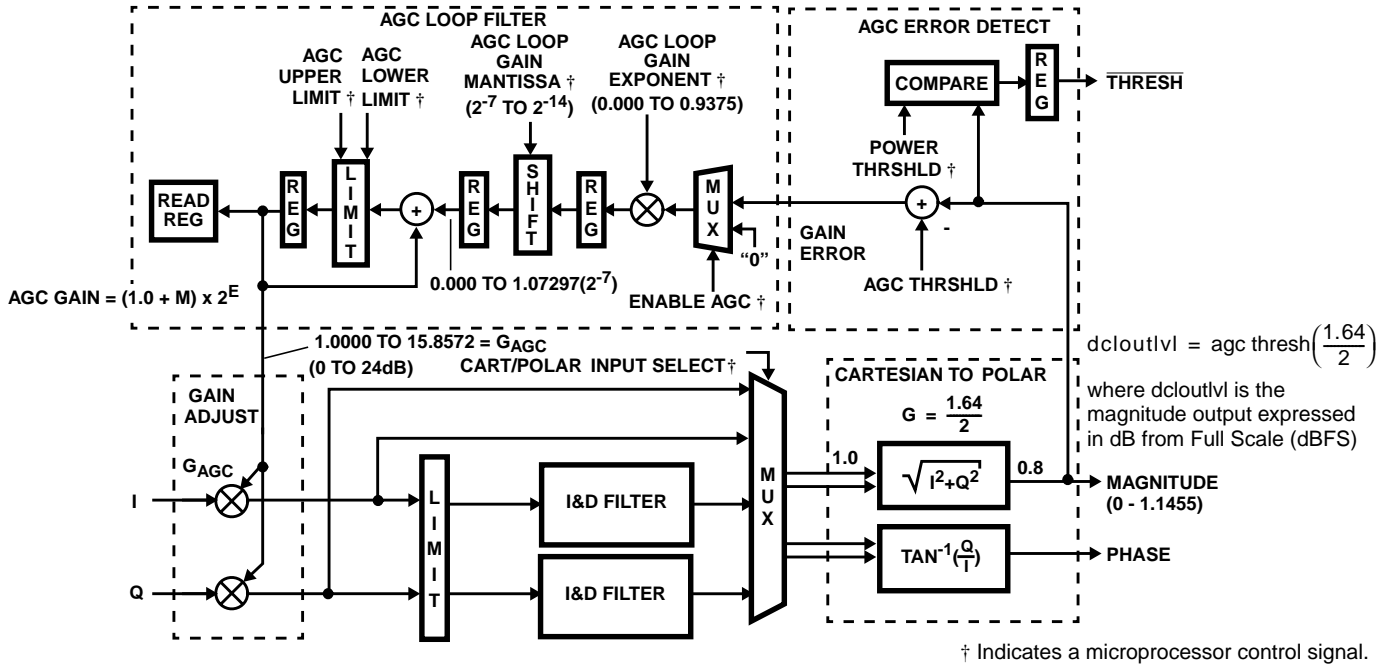 AGC LOOP FILTER
AGC
UPPER
LIMIT †
AGC
LOWER
LIMIT †
AGC LOOP
GAIN
MANTISSA †
(2⁻⁷ TO 2⁻¹⁴)
AGC LOOP
GAIN
EXPONENT †
(0.000 TO 0.9375)
AGC ERROR DETECT
COMPARE
REG
THRESH
POWER
THRSHLD †
READ
REG
REG
LIMIT
+
REG
SHIFT
REG
MUX
"0"
+
-
GAIN
ERROR
AGC THRSHLD †
0.000 TO 1.07297(2⁻⁷)
ENABLE AGC †
AGC GAIN = (1.0 + M) x 2ᴱ
1.0000 TO 15.8572 = GAGC
(0 TO 24dB)
CART/POLAR INPUT SELECT †
dcloutlvl = agc thresh(1.64/2)
where dcloutlvl is the
magnitude output expressed
in dB from Full Scale (dBFS)
GAIN
ADJUST
GAGC
I
Q
LIMIT
I&D FILTER
I&D FILTER
MUX
CARTESIAN TO POLAR
G = 1.64/2
1.0
√I²+Q²
0.8
MAGNITUDE
(0 - 1.1455)
TAN⁻¹(Q/I)
PHASE
† Indicates a microprocessor control signal.